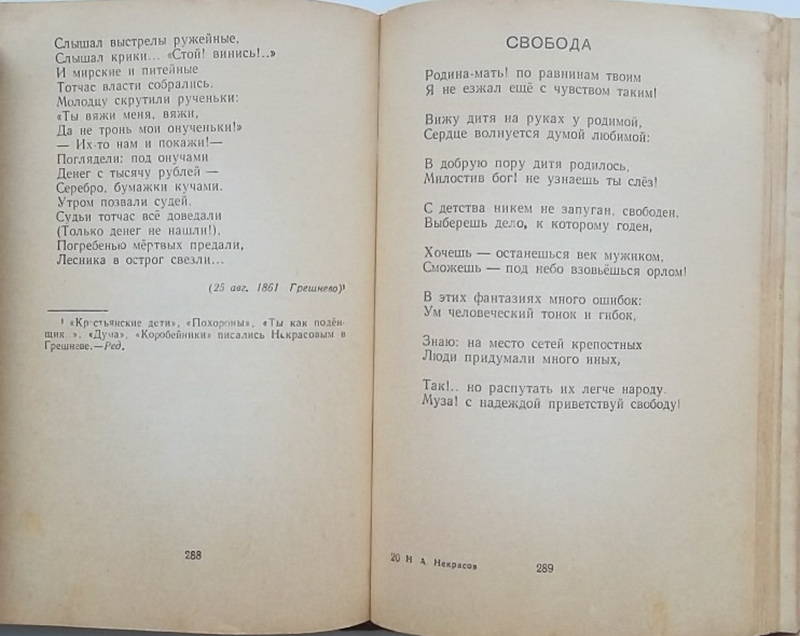 Слышал выстрелы ружейные,
Слышал крики... «Стой! винись!..»
И мирские и питейные
Тотчас власти собрались.
Молодцу скрутили рученьки:
«Ты вяжи меня, вяжи,
Да не тронь мои онученьки!»
— Их-то нам и покажи!—
Поглядели: под онучами
Денег с тысячу рублей —
Серебро, бумажки кучами.
Утром позвали судей.
Судьи тотчас всё доведали
(Только денег не нашли!),
Погребенью мёртвых предали,
Лесника в острог свезли...
(25 авг. 1861 Грешнево)¹
¹ «Крстьянские дети», «Похороны», «Ты как подён-
щик », «Дума», «Коробейники» писались Некрасовым в
Грешневе.—Ред.
288
СВОБОДА
Родина-мать! по равнинам твоим
Я не езжал ещё с чувством таким!
Вижу дитя на руках у родимой,
Сердце волнуется думой любимой:
В добрую пору дитя родилось,
Милостив бог! не узнаешь ты слёз!
С детства никем не запуган, свободен,
Выберешь дело, к которому годен,
Хочешь — останешься век мужиком,
Сможешь — под небо взовьёшься орлом!
В этих фантазиях много ошибок:
Ум человеческий тонок и гибок,
Знаю: на место сетей крепостных
Люди придумали много иных,
Так!.. но распутать их легче народу.
Муза! с надеждой приветствуй свободу!
20 Н А. Некрасов
289